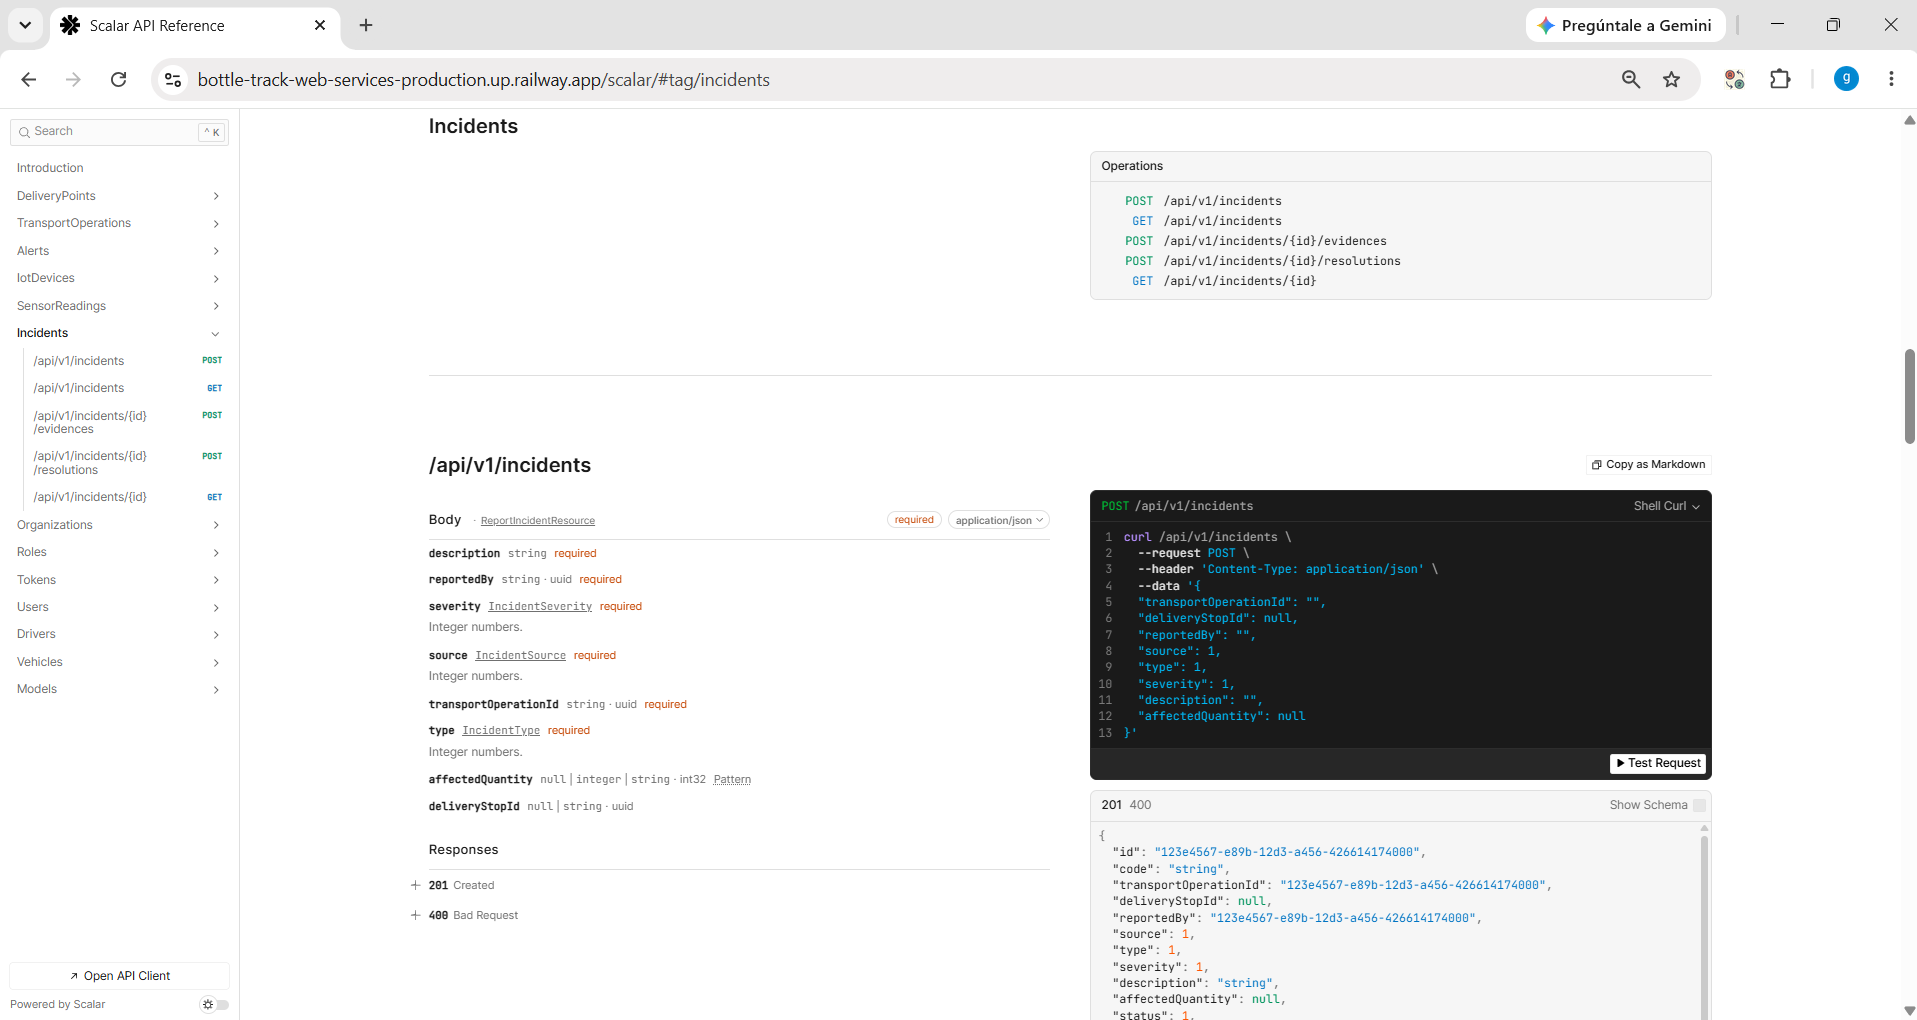 Scalar API Reference
Pregúntale a Gemini
bottle-track-web-services-production.up.railway.app/scalar/#tag/incidents
g
Search
^ K
Introduction
DeliveryPoints
TransportOperations
Alerts
IotDevices
SensorReadings
Incidents
/api/v1/incidents POST
/api/v1/incidents GET
/api/v1/incidents/{id}
/evidences POST
/api/v1/incidents/{id}
/resolutions POST
/api/v1/incidents/{id} GET
Organizations
Roles
Tokens
Users
Drivers
Vehicles
Models
Open API Client
Powered by Scalar
Incidents
Operations
POST /api/v1/incidents
GET /api/v1/incidents
POST /api/v1/incidents/{id}/evidences
POST /api/v1/incidents/{id}/resolutions
GET /api/v1/incidents/{id}
/api/v1/incidents
Copy as Markdown
Body · ReportIncidentResource required application/json
description string required
reportedBy string · uuid required
severity IncidentSeverity required
Integer numbers.
source IncidentSource required
Integer numbers.
transportOperationId string · uuid required
type IncidentType required
Integer numbers.
affectedQuantity null | integer | string · int32 Pattern
deliveryStopId null | string · uuid
Responses
201 Created
400 Bad Request
POST /api/v1/incidents
Shell Curl
1 curl /api/v1/incidents \
2 --request POST \
3 --header 'Content-Type: application/json' \
4 --data '{
5 "transportOperationId": "",
6 "deliveryStopId": null,
7 "reportedBy": "",
8 "source": 1,
9 "type": 1,
10 "severity": 1,
11 "description": "",
12 "affectedQuantity": null
13 }'
Test Request
201 400
Show Schema
{
"id": "123e4567-e89b-12d3-a456-426614174000",
"code": "string",
"transportOperationId": "123e4567-e89b-12d3-a456-426614174000",
"deliveryStopId": null,
"reportedBy": "123e4567-e89b-12d3-a456-426614174000",
"source": 1,
"type": 1,
"severity": 1,
"description": "string",
"affectedQuantity": null,
"status": 1,